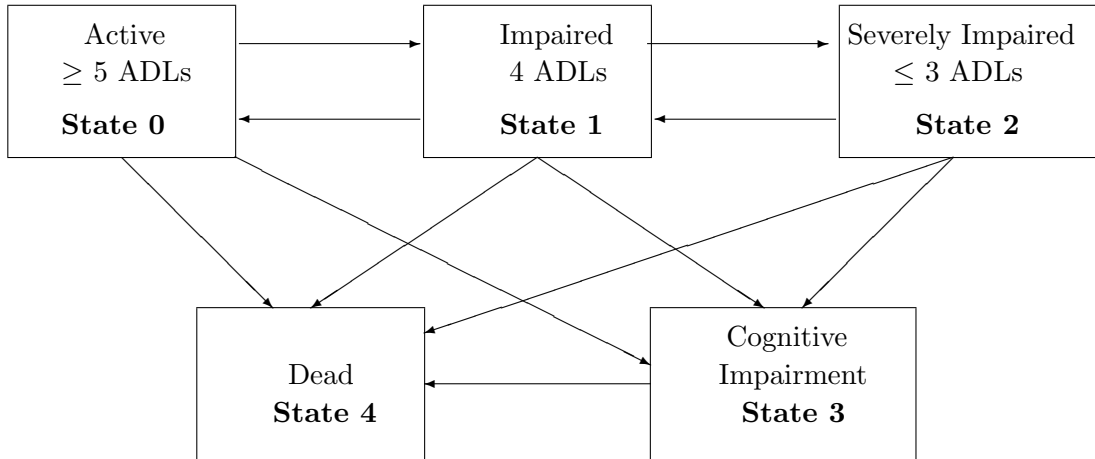 Active
≥ 5 ADLs
State 0
Impaired
4 ADLs
State 1
Severely Impaired
≤ 3 ADLs
State 2
Dead
State 4
Cognitive
Impairment
State 3